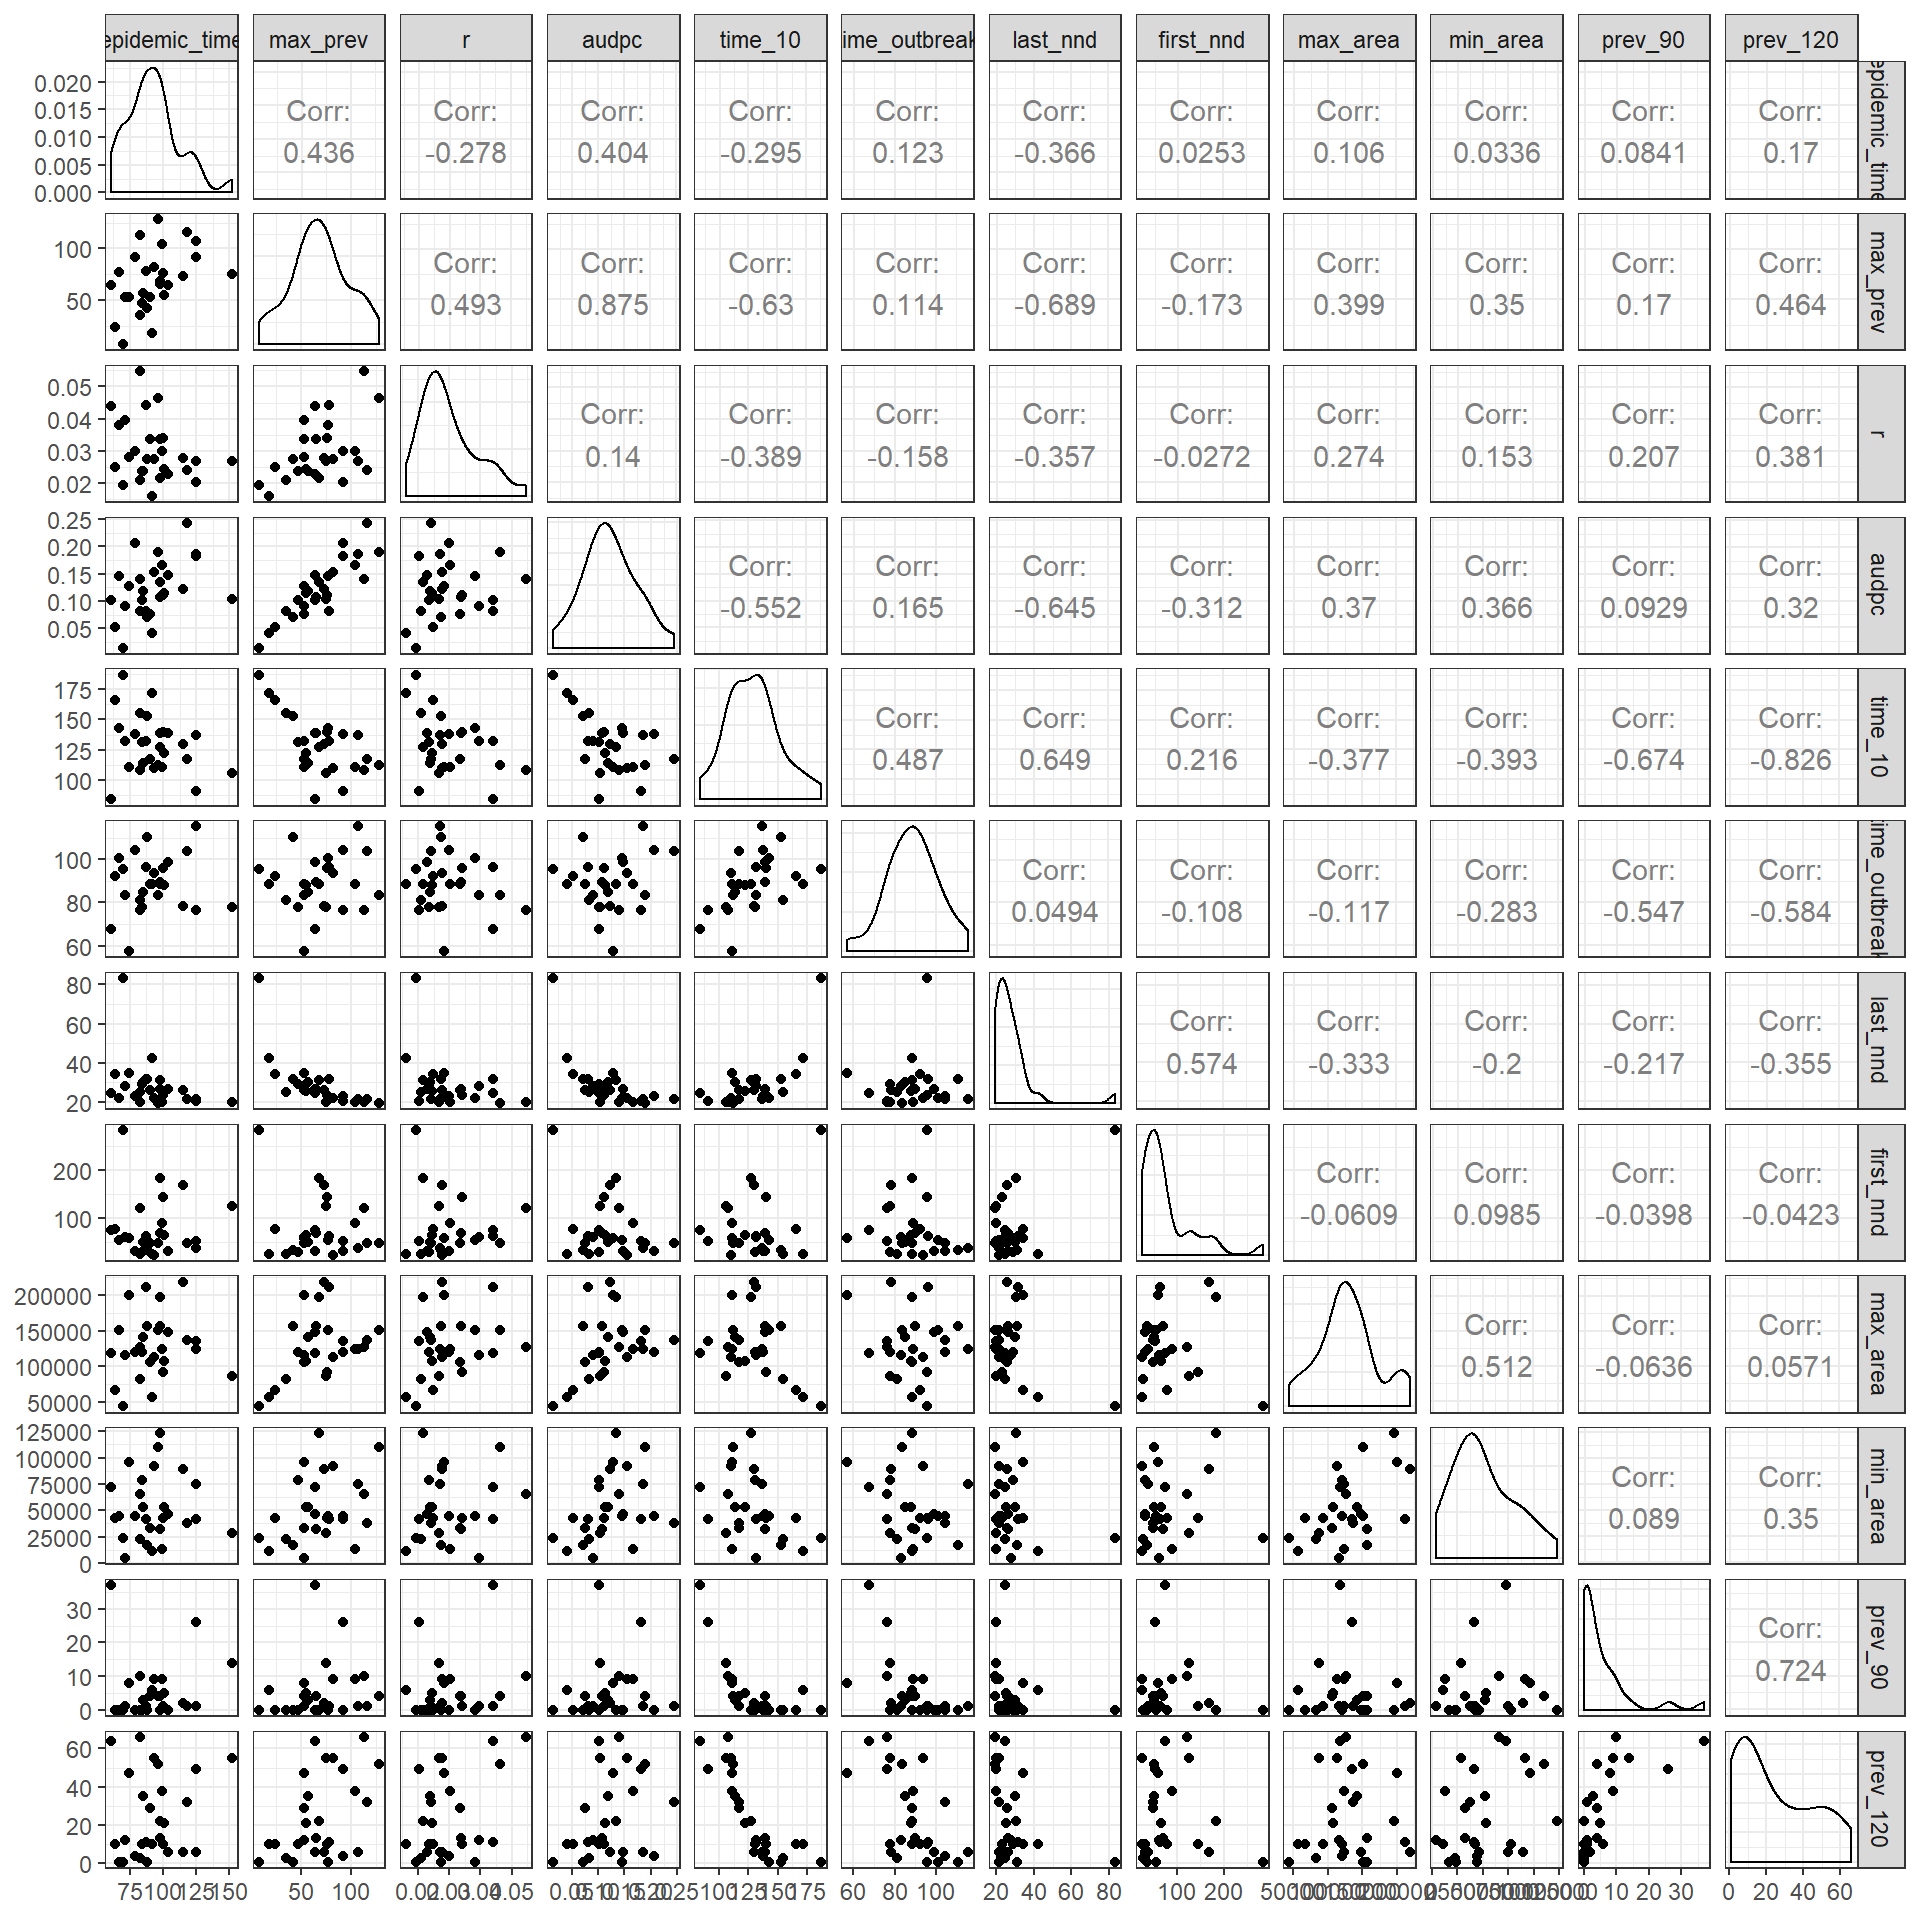 epidemic_time max_prev r audpc time_10 ime_outbreak last_nnd first_nnd max_area min_area prev_90 prev_120
0.020 0.015 0.010 0.005 0.000
Corr: Corr: Corr: Corr: Corr: Corr: Corr: Corr: Corr: Corr: Corr:
0.436 -0.278 0.404 -0.295 0.123 -0.366 0.0253 0.106 0.0336 0.0841 0.17
epidemic_time
100 50
Corr: Corr: Corr: Corr: Corr: Corr: Corr: Corr: Corr: Corr:
0.493 0.875 -0.63 0.114 -0.689 -0.173 0.399 0.35 0.17 0.464
max_prev
0.05 0.04 0.03 0.02
Corr: Corr: Corr: Corr: Corr: Corr: Corr: Corr: Corr:
0.14 -0.389 -0.158 -0.357 -0.0272 0.274 0.153 0.207 0.381
r
0.25 0.20 0.15 0.10 0.05
Corr: Corr: Corr: Corr: Corr: Corr: Corr: Corr:
-0.552 0.165 -0.645 -0.312 0.37 0.366 0.0929 0.32
audpc
175 150 125 100
Corr: Corr: Corr: Corr: Corr: Corr: Corr:
0.487 0.649 0.216 -0.377 -0.393 -0.674 -0.826
time_10
100 80 60
Corr: Corr: Corr: Corr: Corr: Corr:
0.0494 -0.108 -0.117 -0.283 -0.547 -0.584
ime_outbreak
80 60 40 20
Corr: Corr: Corr: Corr: Corr:
0.574 -0.333 -0.2 -0.217 -0.355
last_nnd
200 100
Corr: Corr: Corr: Corr:
-0.0609 0.0985 -0.0398 -0.0423
first_nnd
200000 150000 100000 50000
Corr: Corr: Corr:
0.512 -0.0636 0.0571
max_area
125000 100000 75000 50000 25000 0
Corr: Corr:
0.089 0.35
min_area
30 20 10 0
Corr:
0.724
prev_90
60 40 20 0
prev_120
75 100 125 150 50 100 0.02 0.03 0.04 0.05 0.05 0.10 0.15 0.20 0.25 100 125 150 175 60 80 100 20 40 60 80 100 200 50000 100000 150000 200000 0 10 20 30 0 20 40 60